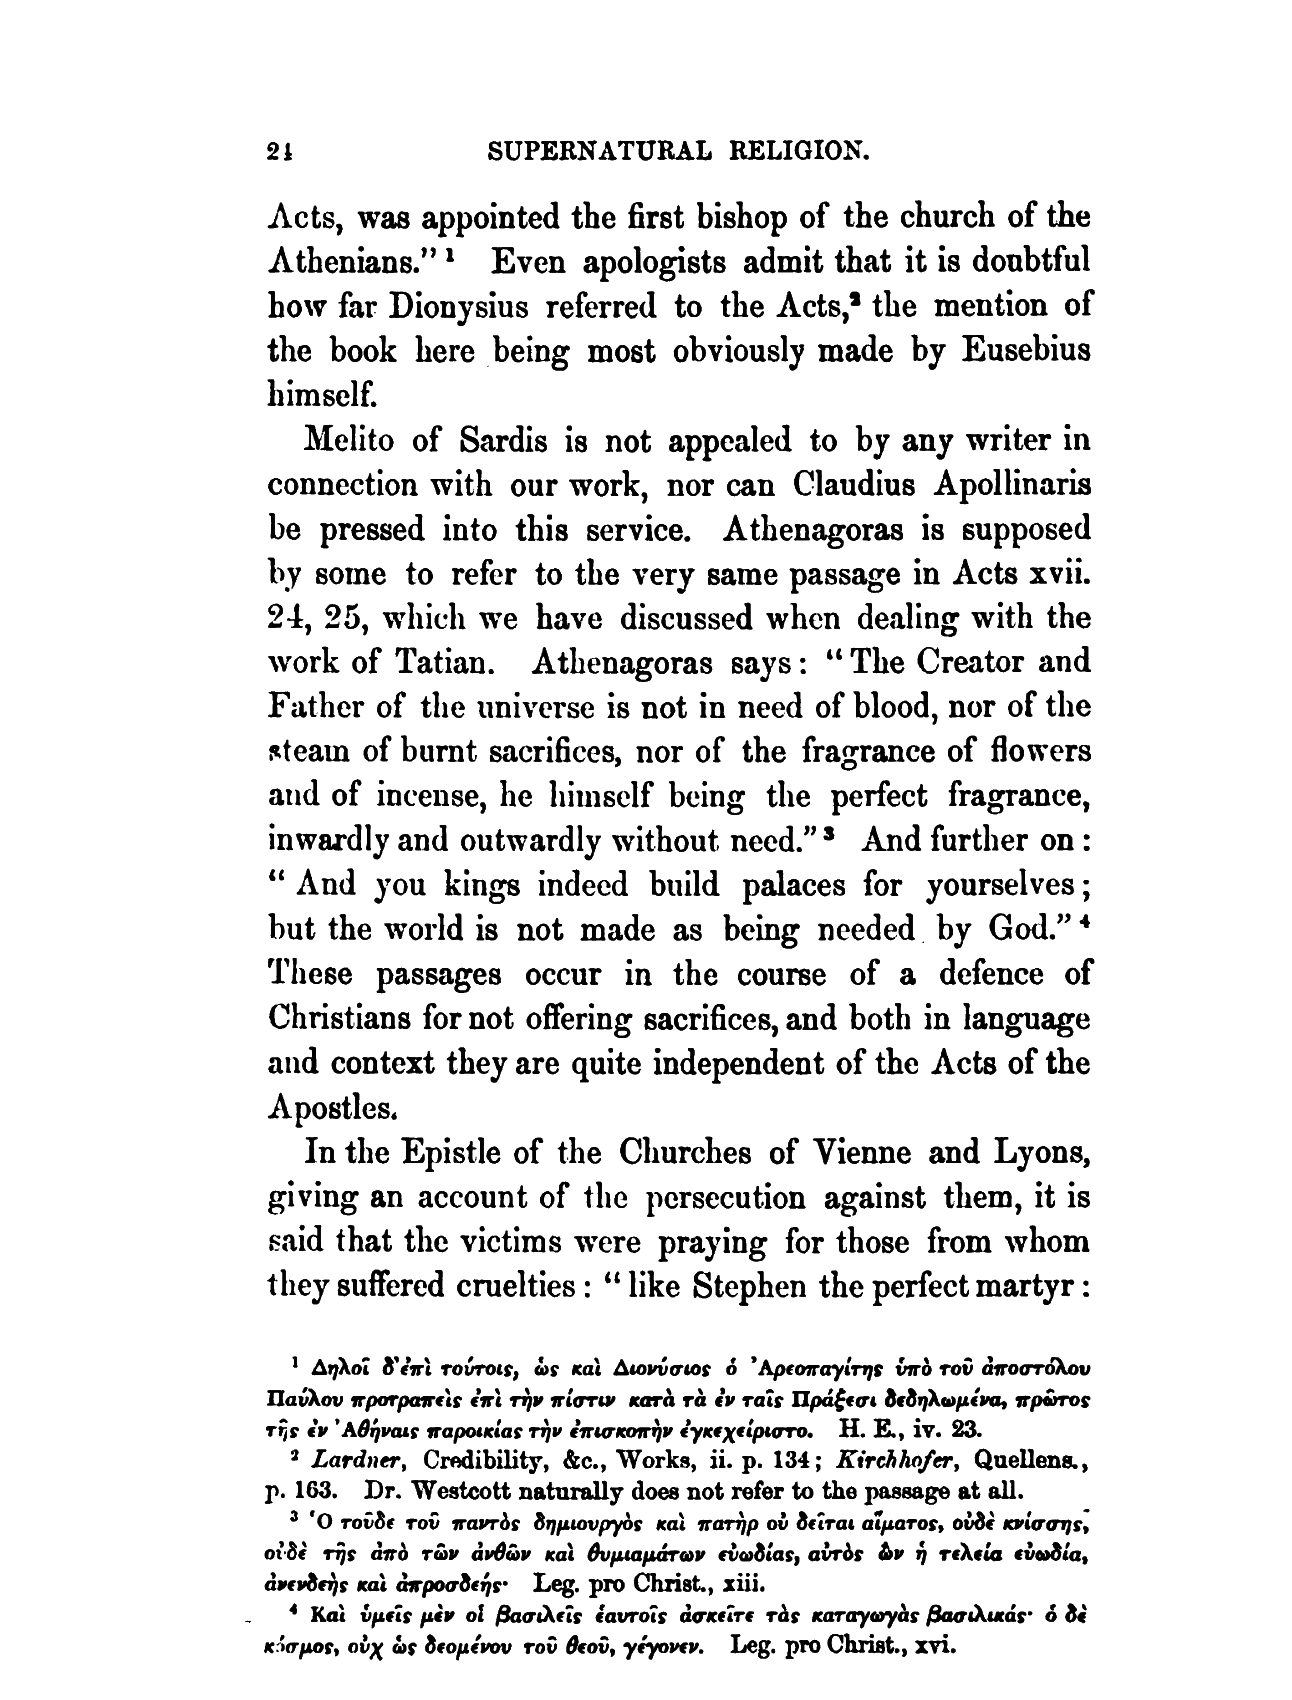 24 SUPERNATURAL RELIGION.
Acts, was appointed the first bishop of the church of the
Athenians.” ¹ Even apologists admit that it is doubtful
how far Dionysius referred to the Acts,² the mention of
the book here being most obviously made by Eusebius
himself.
Melito of Sardis is not appealed to by any writer in
connection with our work, nor can Claudius Apollinaris
be pressed into this service. Athenagoras is supposed
by some to refer to the very same passage in Acts xvii.
24, 25, which we have discussed when dealing with the
work of Tatian. Athenagoras says: “The Creator and
Father of the universe is not in need of blood, nor of the
steam of burnt sacrifices, nor of the fragrance of flowers
and of incense, he himself being the perfect fragrance,
inwardly and outwardly without need.” ³ And further on:
“And you kings indeed build palaces for yourselves;
but the world is not made as being needed by God.” ⁴
These passages occur in the course of a defence of
Christians for not offering sacrifices, and both in language
and context they are quite independent of the Acts of the
Apostles.
In the Epistle of the Churches of Vienne and Lyons,
giving an account of the persecution against them, it is
said that the victims were praying for those from whom
they suffered cruelties: “like Stephen the perfect martyr:
¹ Δηλοῖ δ’ἐπὶ τούτοις, ὡς καὶ Διονύσιος ὁ Ἀρεοπαγίτης ὑπὸ τοῦ ἀποστόλου
Παύλου προτραπεὶς ἐπὶ τὴν πίστιν κατὰ τὰ ἐν ταῖς Πράξεσι δεδηλωμένα, πρῶτος
τῆς ἐν Ἀθήναις παροικίας τὴν ἐπισκοπὴν ἐγκεχείριστο. H. E., iv. 23.
² Lardner, Credibility, &c., Works, ii. p. 134; Kirchhofer, Quellens.,
p. 163. Dr. Westcott naturally does not refer to the passage at all.
³ Ὁ τοῦδε τοῦ παντὸς δημιουργὸς καὶ πατὴρ οὐ δεῖται αἵματος, οὐδὲ κνίσσης,
οὐδὲ τῆς ἀπὸ τῶν ἀνθῶν καὶ θυμιαμάτων εὐωδίας, αὐτὸς ὢν ἡ τελεία εὐωδία,
ἀνενδεὴς καὶ ἀπροσδεής· Leg. pro Christ., xiii.
⁴ Καὶ ὑμεῖς μὲν οἱ βασιλεῖς ἑαυτοῖς ἀσκεῖτε τὰς καταγωγὰς βασιλικάς· ὁ δὲ
κόσμος, οὐχ ὡς δεομένου τοῦ θεοῦ, γέγονεν. Leg. pro Christ., xvi.